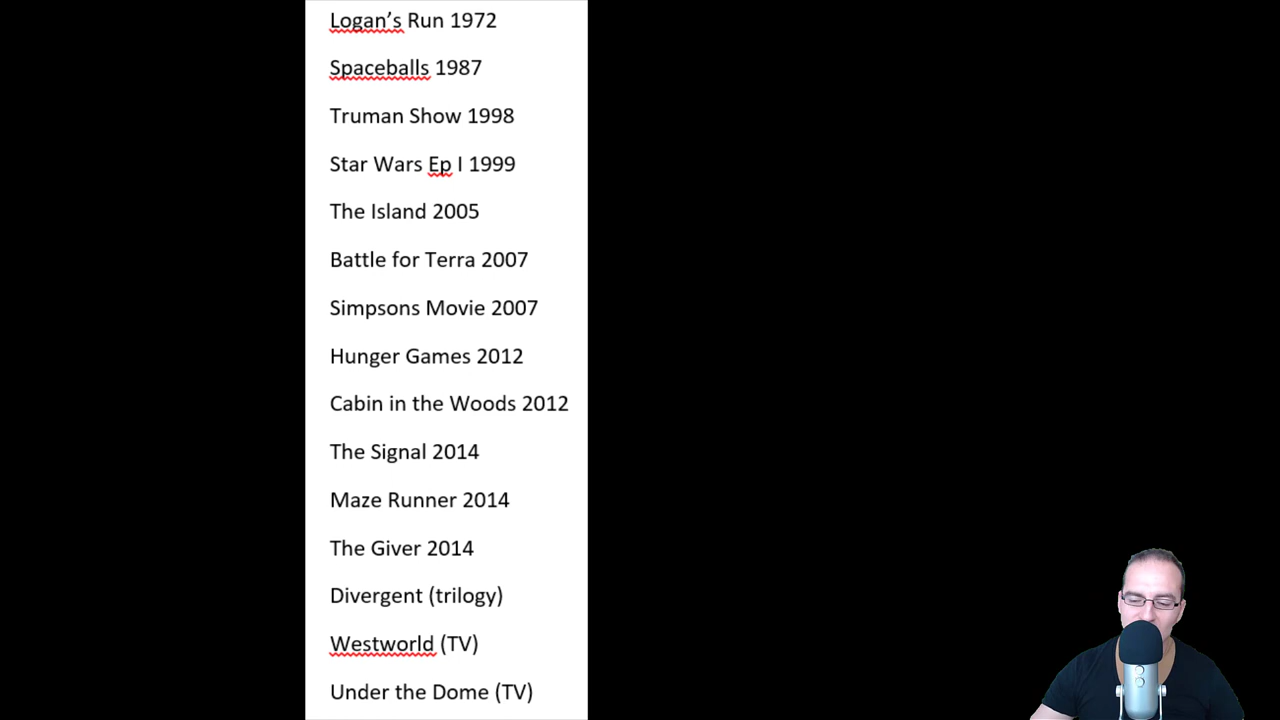 Logan’s Run 1972
Spaceballs 1987
Truman Show 1998
Star Wars Ep I 1999
The Island 2005
Battle for Terra 2007
Simpsons Movie 2007
Hunger Games 2012
Cabin in the Woods 2012
The Signal 2014
Maze Runner 2014
The Giver 2014
Divergent (trilogy)
Westworld (TV)
Under the Dome (TV)